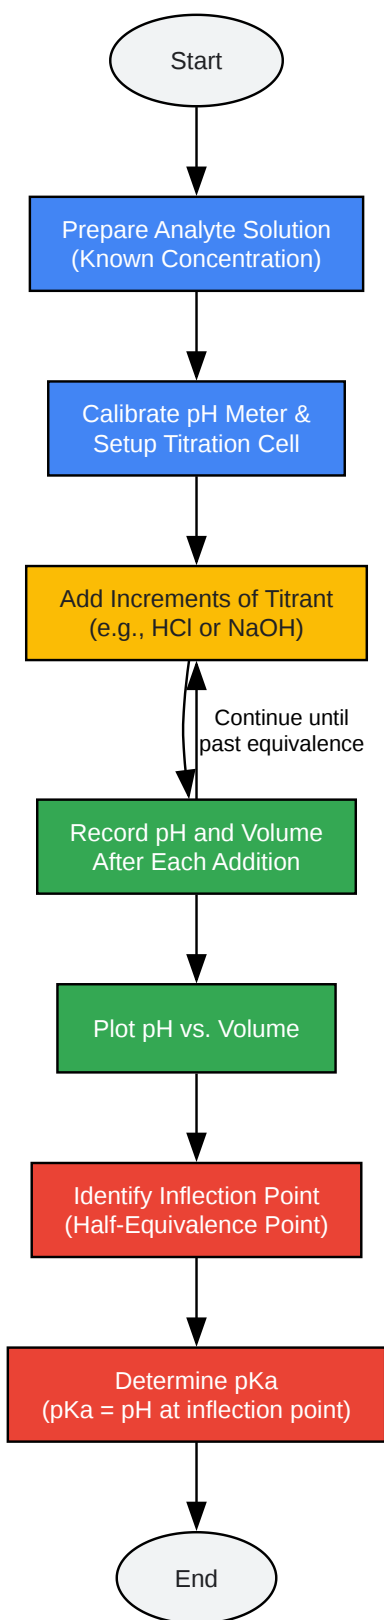 Start
Prepare Analyte Solution
(Known Concentration)
Calibrate pH Meter &
Setup Titration Cell
Add Increments of Titrant
(e.g., HCl or NaOH)
Continue until
past equivalence
Record pH and Volume
After Each Addition
Plot pH vs. Volume
Identify Inflection Point
(Half-Equivalence Point)
Determine pKa
(pKa = pH at inflection point)
End